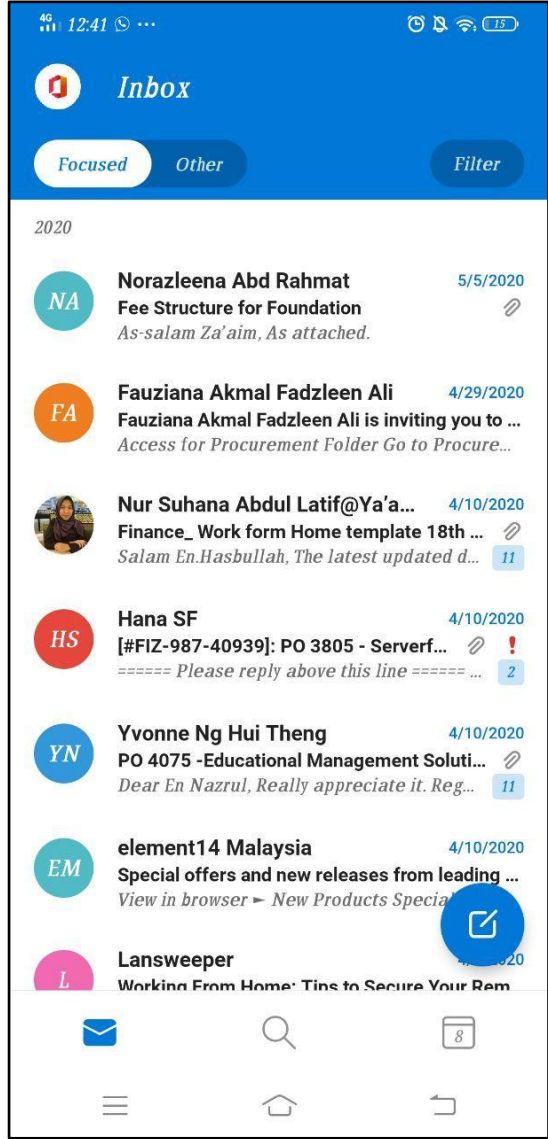 4G 12:41 ... 15
Inbox
Focused Other Filter
2020
NA Norazleena Abd Rahmat 5/5/2020
Fee Structure for Foundation
As-salam Za'aim, As attached.
FA Fauziana Akmal Fadzleen Ali 4/29/2020
Fauziana Akmal Fadzleen Ali is inviting you to ...
Access for Procurement Folder Go to Procure...
Nur Suhana Abdul Latif@Ya'a... 4/10/2020
Finance_ Work form Home template 18th ...
Salam En.Hasbullah, The latest updated d... 11
HS Hana SF 4/10/2020
[#FIZ-987-40939]: PO 3805 - Serverf... !
====== Please reply above this line ====== ... 2
YN Yvonne Ng Hui Theng 4/10/2020
PO 4075 -Educational Management Soluti...
Dear En Nazrul, Really appreciate it. Reg... 11
EM element14 Malaysia 4/10/2020
Special offers and new releases from leading ...
View in browser ► New Products Specia
L Lansweeper
Working From Home: Tips to Secure Your Rem
8